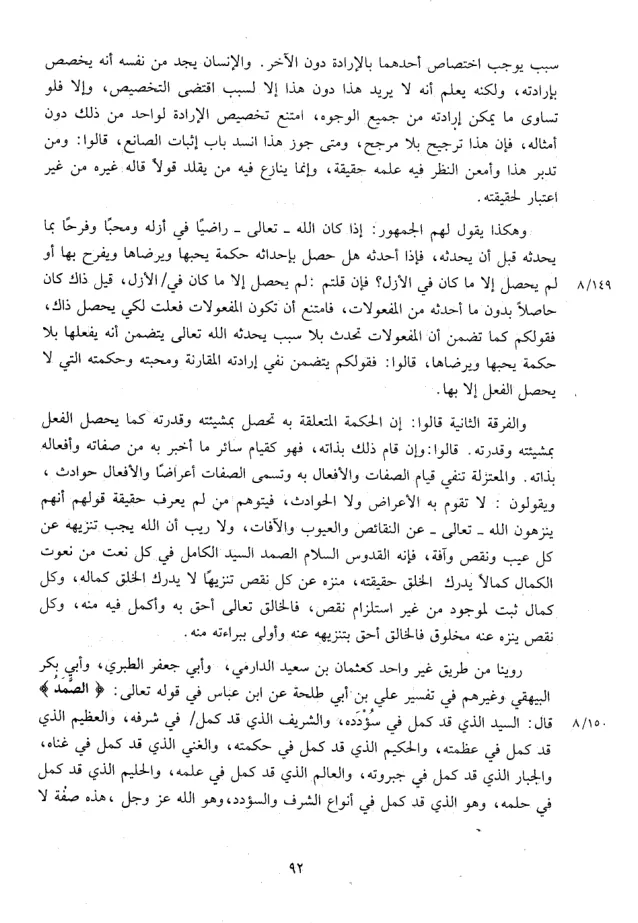 سبب يوجب اختصاص أحدهما بالإرادة دون الآخر. والإنسان يجد من نفسه أنه يخصص
بإرادته، ولكنه يعلم أنه لا يريد هذا دون هذا إلا لسبب اقتضى التخصيص، وإلا فلو
تساوى ما يمكن إرادته من جميع الوجوه، امتنع تخصيص الإرادة لواحد من ذلك دون
أمثاله، فإن هذا ترجيح بلا مرجح، ومتى جوز هذا انسد باب إثبات الصانع، قالوا: ومن
تدبر هذا وأمعن النظر فيه علمه حقيقة، وإنما ينازع فيه من يقلد قولاً قاله غيره من غير
اعتبار لحقيقته.
وهكذا يقول لهم الجمهور: إذا كان الله ـ تعالى ـ راضيًا في أزله ومحبًا وفرحًا بما
يحدثه قبل أن يحدثه، فإذا أحدثه هل حصل بإحداثه حكمة يحبها ويرضاها ويفرح بها أو
لم يحصل إلا ما كان في الأزل؟ فإن قلتم :لم يحصل إلا ما كان في/ الأزل، قيل ذاك كان ٨/١٤٩
حاصلاً بدون ما أحدثه من المفعولات، فامتنع أن تكون المفعولات فعلت لكي يحصل ذاك،
فقولكم كما تضمن أن المفعولات تحدث بلا سبب يحدثه الله تعالى يتضمن أنه يفعلها بلا
حكمة يحبها ويرضاها، قالوا: فقولكم يتضمن نفي إرادته المقارنة ومحبته وحكمته التي لا
يحصل الفعل إلا بها.
والفرقة الثانية قالوا: إن الحكمة المتعلقة به تحصل بمشيئته وقدرته كما يحصل الفعل
بمشيئته وقدرته. قالوا:وإن قام ذلك بذاته، فهو كقيام سائر ما أخبر به من صفاته وأفعاله
بذاته. والمعتزلة تنفي قيام الصفات والأفعال به وتسمى الصفات أعراضًا والأفعال حوادث ،
ويقولون : لا تقوم به الأعراض ولا الحوادث، فيتوهم من لم يعرف حقيقة قولهم أنهم
ينزهون الله ـ تعالى ـ عن النقائص والعيوب والآفات، ولا ريب أن الله يجب تنزيهه عن
كل عيب ونقص وآفة، فإنه القدوس السلام الصمد السيد الكامل في كل نعت من نعوت
الكمال كمالاً يدرك الخلق حقيقته، منزه عن كل نقص تنزيهًا لا يدرك الخلق كماله، وكل
كمال ثبت لموجود من غير استلزام نقص، فالخالق تعالى أحق به وأكمل فيه منه، وكل
نقص ينزه عنه مخلوق فالخالق أحق بتنزيهه عنه وأولى ببراءته منه.
روينا من طريق غير واحد كعثمان بن سعيد الدارمي، وأبي جعفر الطبري، وأبي بكر
البيهقي وغيرهم في تفسير علي بن أبي طلحة عن ابن عباس في قوله تعالى: ﴿ الصَّمَدُ ﴾
قال: السيد الذي قد كمل في سُؤْدَده، والشريف الذي قد كمل/ في شرفه، والعظيم الذي ٨/١٥٠
قد كمل في عظمته، والحكيم الذي قد كمل في حكمته، والغني الذي قد كمل في غناه،
والجبار الذي قد كمل في جبروته، والعالم الذي قد كمل في علمه، والحليم الذي قد كمل
في حلمه، وهو الذي قد كمل في أنواع الشرف والسؤدد،وهو الله عز وجل ،هذه صفة لا
٩٢